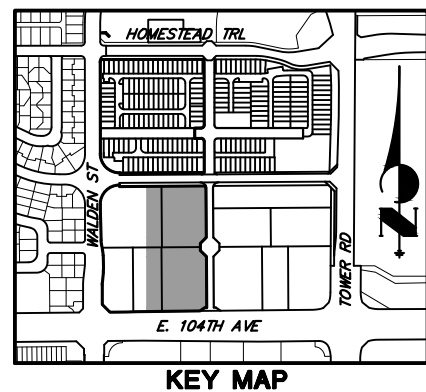 HOMESTEAD TRL
WALDEN ST
N
TOWER RD
E. 104TH AVE
KEY MAP